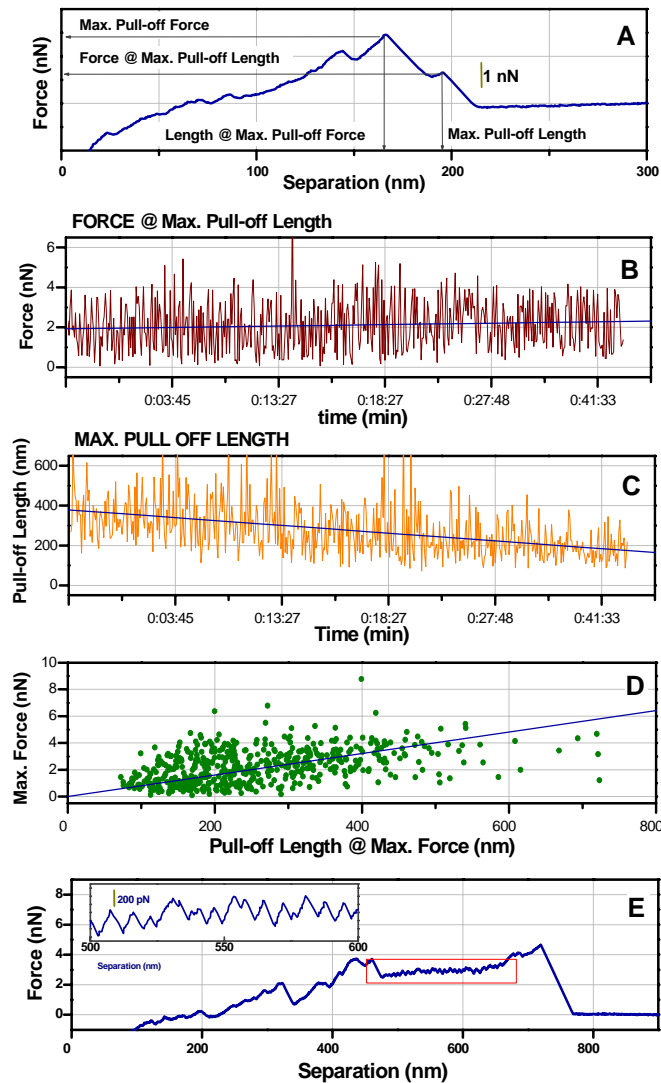 Max. Pull-off Force
A
Force @ Max. Pull-off Length
1 nN
Length @ Max. Pull-off Force
Max. Pull-off Length
Force (nN)
0 100 200 300
Separation (nm)
FORCE @ Max. Pull-off Length
B
6
4
2
0
Force (nN)
0:03:45 0:13:27 0:18:27 0:27:48 0:41:33
time (min)
MAX. PULL OFF LENGTH
C
600
400
200
0
Pull-off Length (nm)
0:03:45 0:13:27 0:18:27 0:27:48 0:41:33
Time (min)
D
10
8
6
4
2
0
Max. Force (nN)
0 200 400 600 800
Pull-off Length @ Max. Force (nm)
E
8
6
4
2
0
Force (nN)
200 pN
500 550 600
Separation (nm)
0 200 400 600 800
Separation (nm)